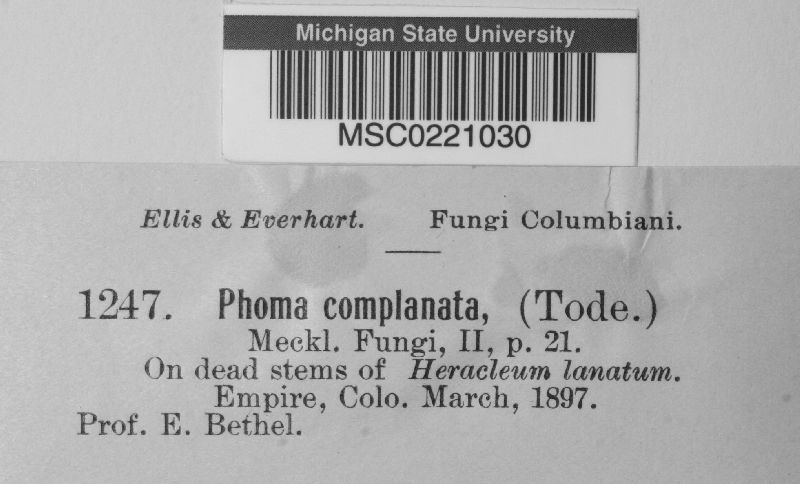 Michigan State University
MSC0221030
Ellis & Everhart. Fungi Columbiani.
1247. Phoma complanata, (Tode.)
Meckl. Fungi, II, p. 21.
On dead stems of Heracleum lanatum.
Empire, Colo. March, 1897.
Prof. E. Bethel.